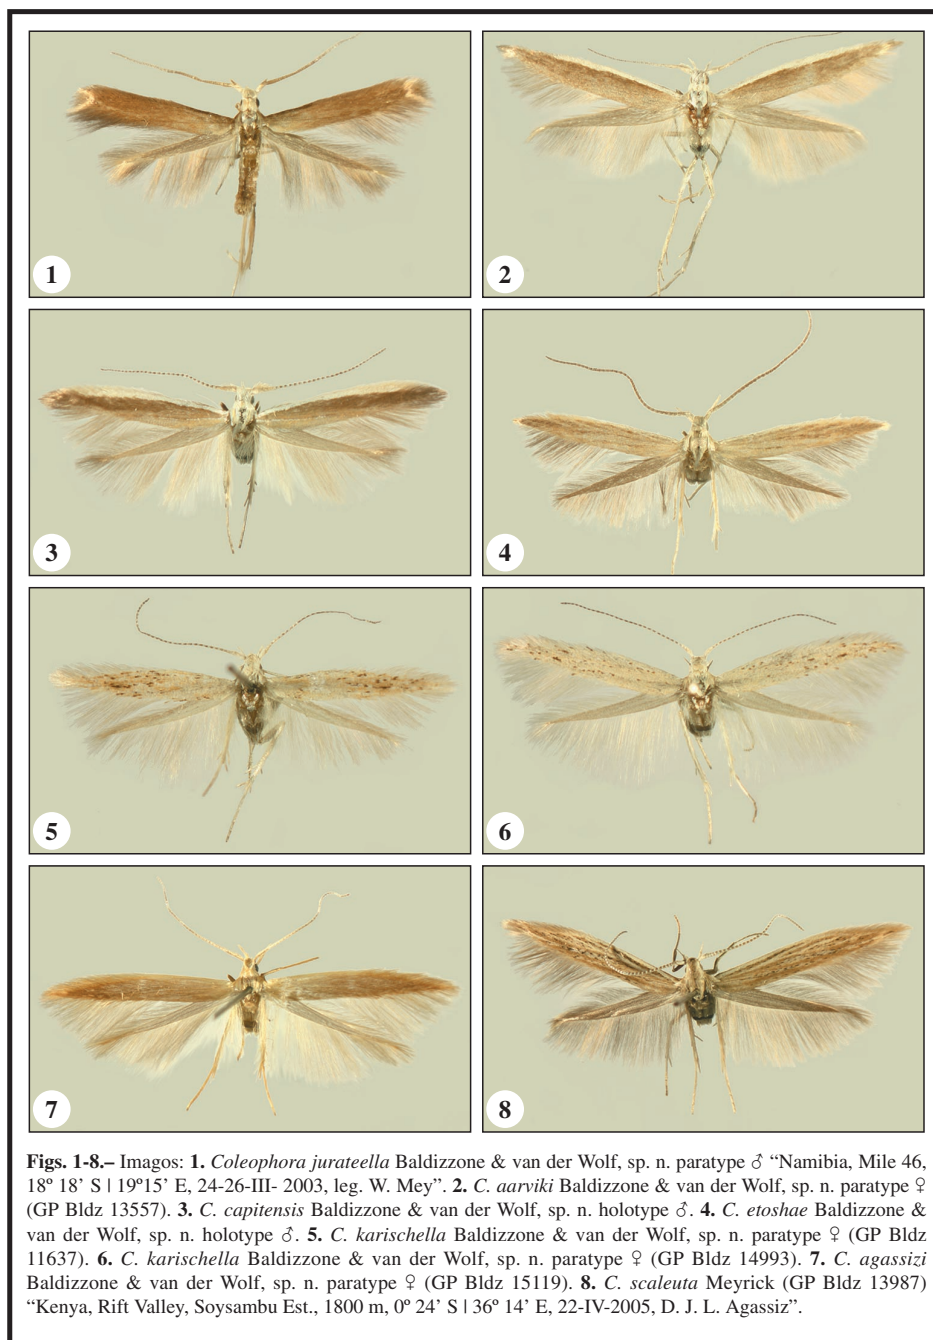 1
2
3
4
5
6
7
8
Figs. 1-8.– Imagos: 1. Coleophora jurateella Baldizzone & van der Wolf, sp. n. paratype ♂ “Namibia, Mile 46,
18º 18’ S | 19º15’ E, 24-26-III- 2003, leg. W. Mey”. 2. C. aarviki Baldizzone & van der Wolf, sp. n. paratype ♀
(GP Bldz 13557). 3. C. capitensis Baldizzone & van der Wolf, sp. n. holotype ♂. 4. C. etoshae Baldizzone &
van der Wolf, sp. n. holotype ♂. 5. C. karischella Baldizzone & van der Wolf, sp. n. paratype ♀ (GP Bldz
11637). 6. C. karischella Baldizzone & van der Wolf, sp. n. paratype ♀ (GP Bldz 14993). 7. C. agassizi
Baldizzone & van der Wolf, sp. n. paratype ♀ (GP Bldz 15119). 8. C. scaleuta Meyrick (GP Bldz 13987)
“Kenya, Rift Valley, Soysambu Est., 1800 m, 0º 24’ S | 36º 14’ E, 22-IV-2005, D. J. L. Agassiz”.